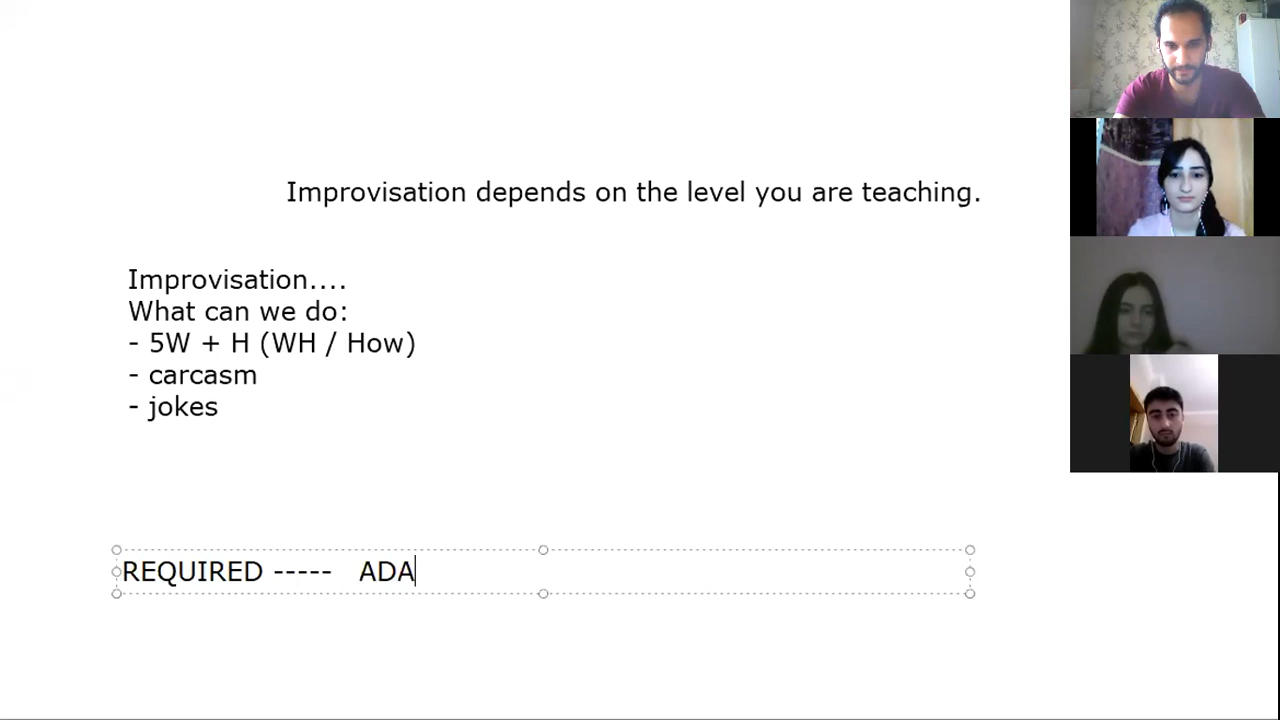 Improvisation depends on the level you are teaching.
Improvisation....
What can we do:
- 5W + H (WH / How)
- carcasm
- jokes
REQUIRED ----- ADA